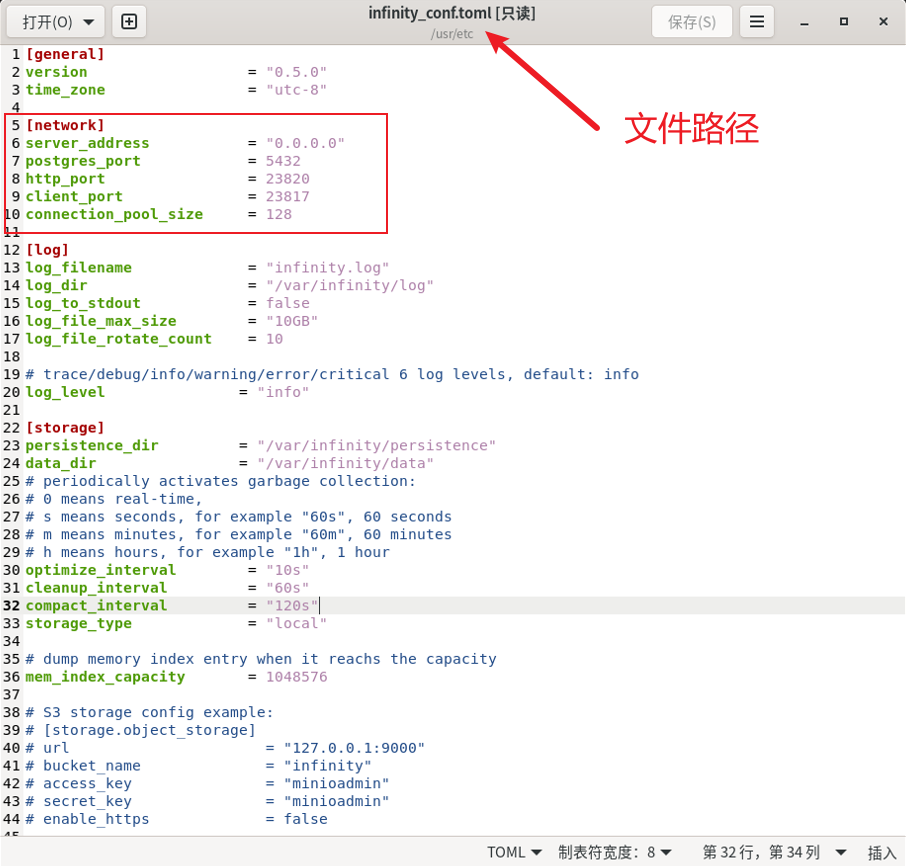 打开(O)
infinity_conf.toml [只读]
/usr/etc
保存(S)
文件路径
1 [general]
2 version = "0.5.0"
3 time_zone = "utc-8"
4
5 [network]
6 server_address = "0.0.0.0"
7 postgres_port = 5432
8 http_port = 23820
9 client_port = 23817
10 connection_pool_size = 128
11
12 [log]
13 log_filename = "infinity.log"
14 log_dir = "/var/infinity/log"
15 log_to_stdout = false
16 log_file_max_size = "10GB"
17 log_file_rotate_count = 10
18
19 # trace/debug/info/warning/error/critical 6 log levels, default: info
20 log_level = "info"
21
22 [storage]
23 persistence_dir = "/var/infinity/persistence"
24 data_dir = "/var/infinity/data"
25 # periodically activates garbage collection:
26 # 0 means real-time,
27 # s means seconds, for example "60s", 60 seconds
28 # m means minutes, for example "60m", 60 minutes
29 # h means hours, for example "1h", 1 hour
30 optimize_interval = "10s"
31 cleanup_interval = "60s"
32 compact_interval = "120s"
33 storage_type = "local"
34
35 # dump memory index entry when it reachs the capacity
36 mem_index_capacity = 1048576
37
38 # S3 storage config example:
39 # [storage.object_storage]
40 # url = "127.0.0.1:9000"
41 # bucket_name = "infinity"
42 # access_key = "minioadmin"
43 # secret_key = "minioadmin"
44 # enable_https = false
45
TOML 制表符宽度: 8 第 32 行，第 34 列 插入